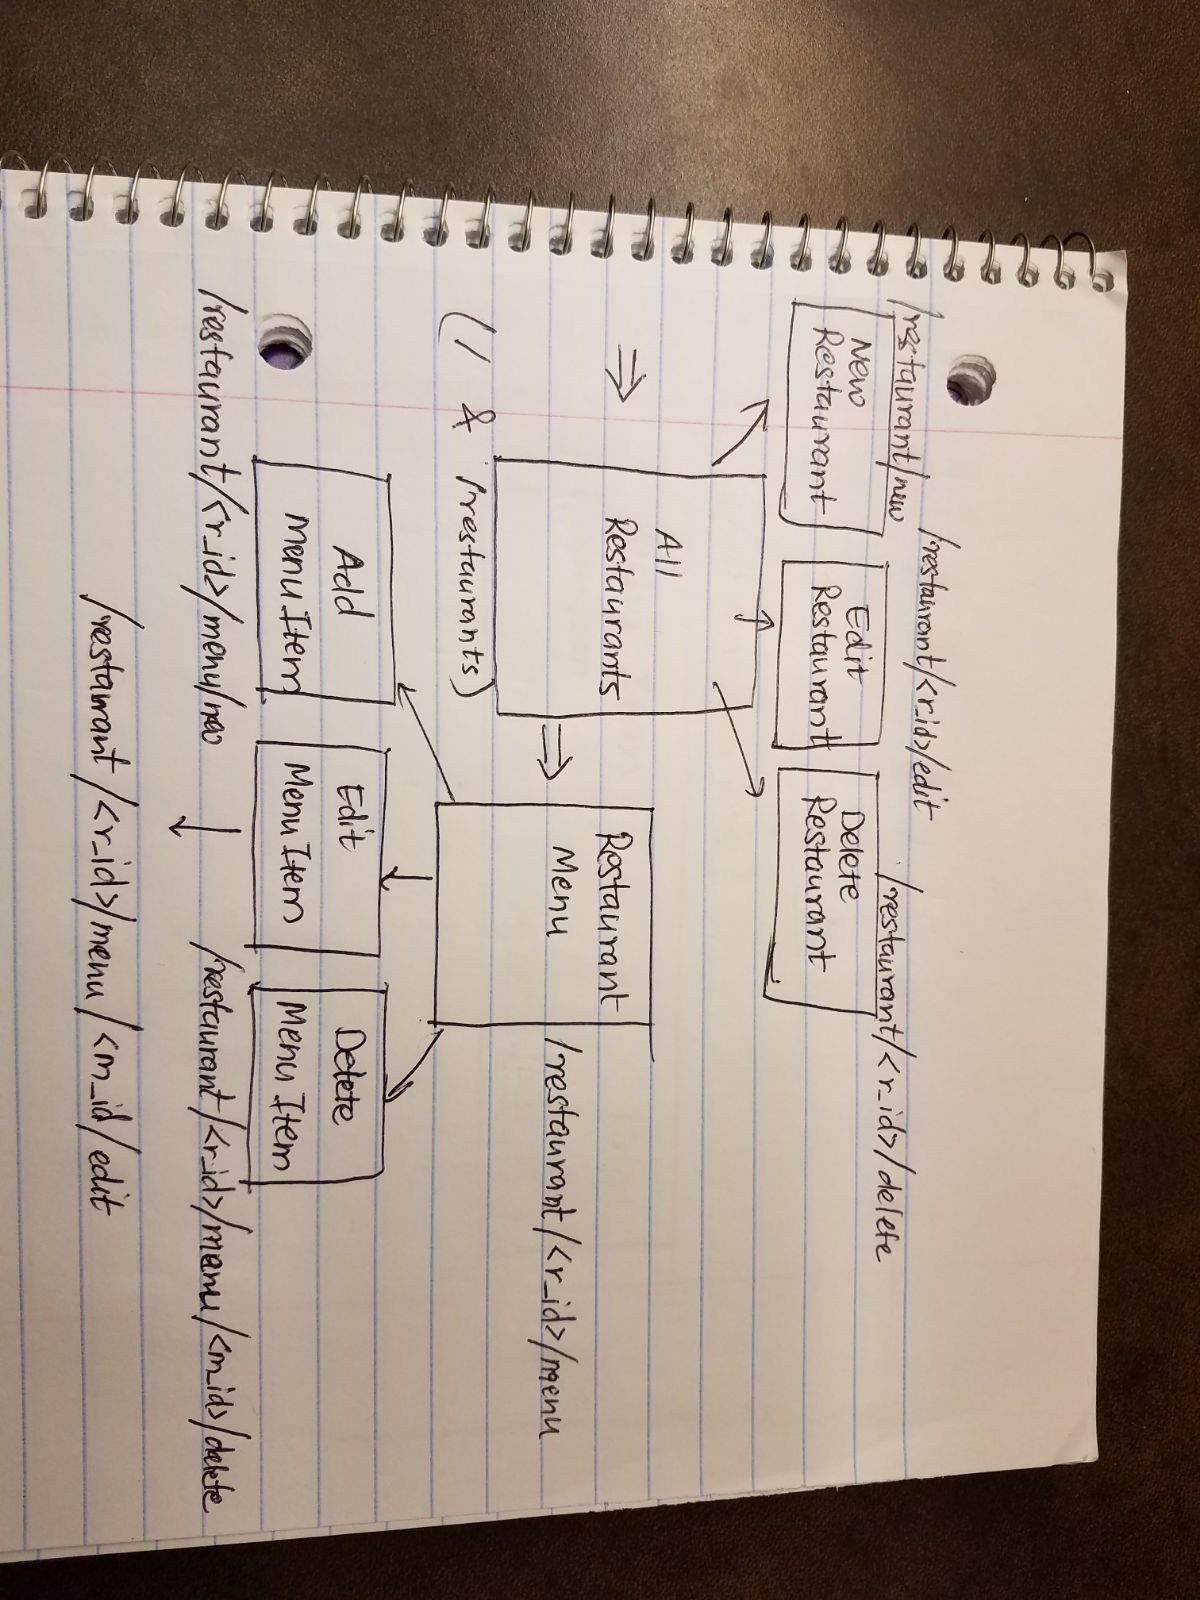 /restaurant/<r_id>/edit
/restaurant/new
/restaurant/<r_id>/delete
New
Restaurant
Edit
Restaurant
Delete
Restaurant
All
Restaurants
(/ & /restaurants)
Restaurant
Menu
/restaurant/<r_id>/menu
Add
Menu Item
Edit
Menu Item
Delete
Menu Item
/restaurant/<r_id>/menu/new
/restaurant/<r_id>/menu/<m_id>/delete
/restaurant/<r_id>/menu/<m_id/edit